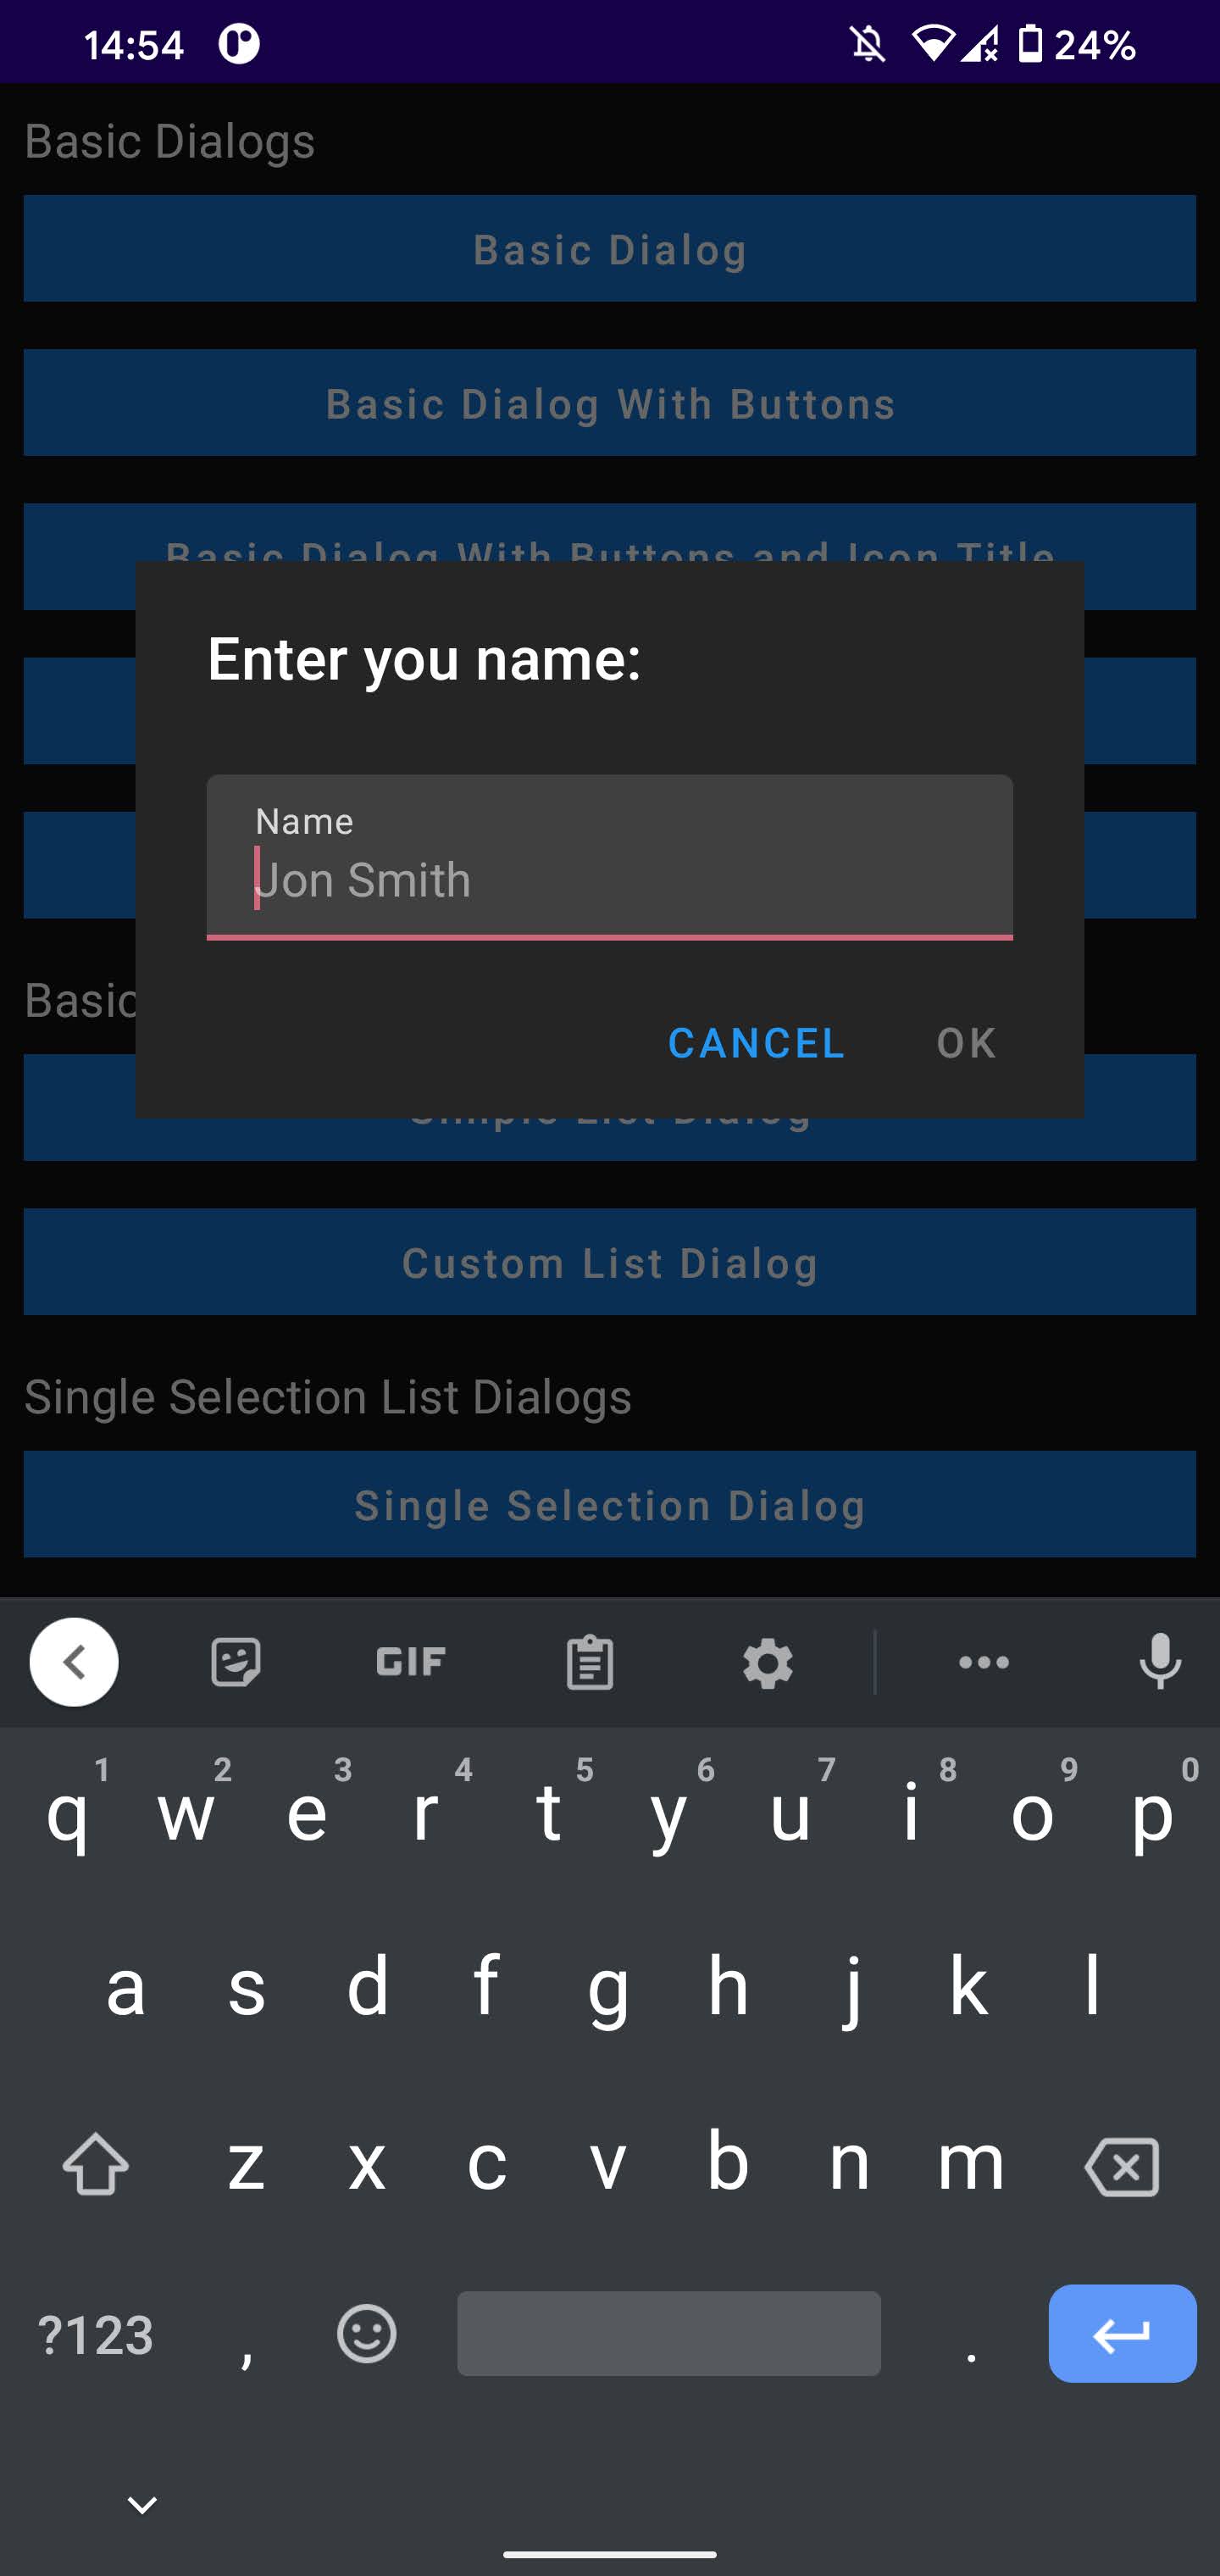 14:54 24%
Basic Dialogs
Basic Dialog
Basic Dialog With Buttons
Basic Dialog With Buttons and Icon Title
Enter you name:
Name
Jon Smith
Basic
CANCEL OK
Simple List Dialog
Custom List Dialog
Single Selection List Dialogs
Single Selection Dialog
GIF
1 2 3 4 5 6 7 8 9 0
q w e r t y u i o p
a s d f g h j k l
z x c v b n m
?123 , .